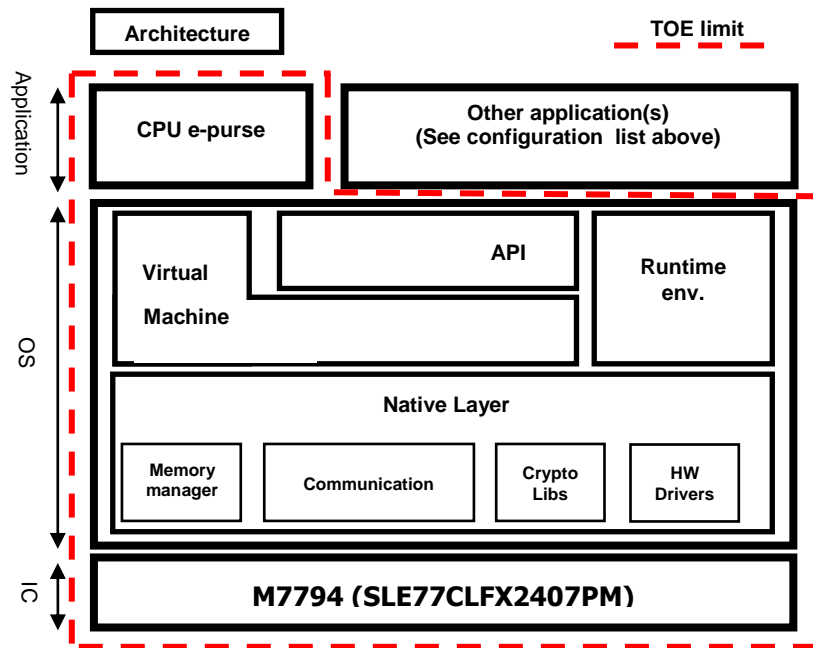 Architecture
TOE limit
Application
CPU e-purse
Other application(s)
(See configuration list above)
OS
Virtual
Machine
API
Runtime
env.
Native Layer
Memory
manager
Communication
Crypto
Libs
HW
Drivers
IC
M7794 (SLE77CLFX2407PM)